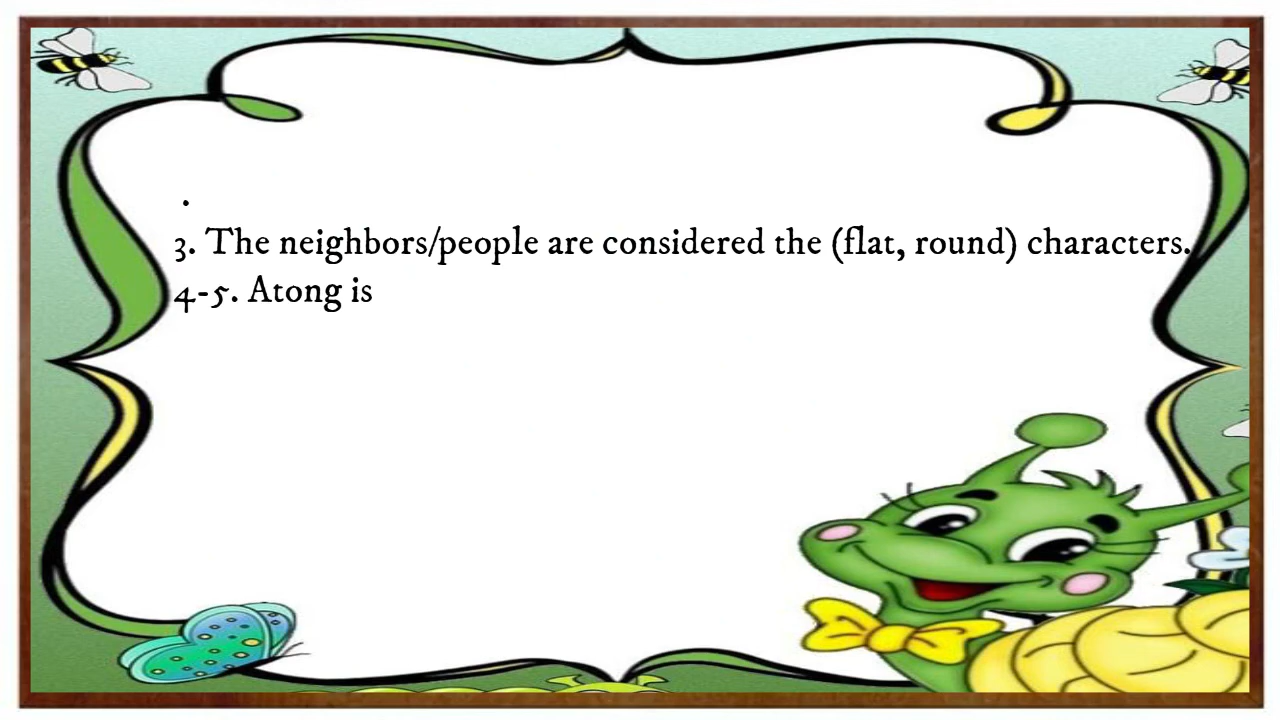 .
3. The neighbors/people are considered the (flat, round) characters.
4-5. Atong is